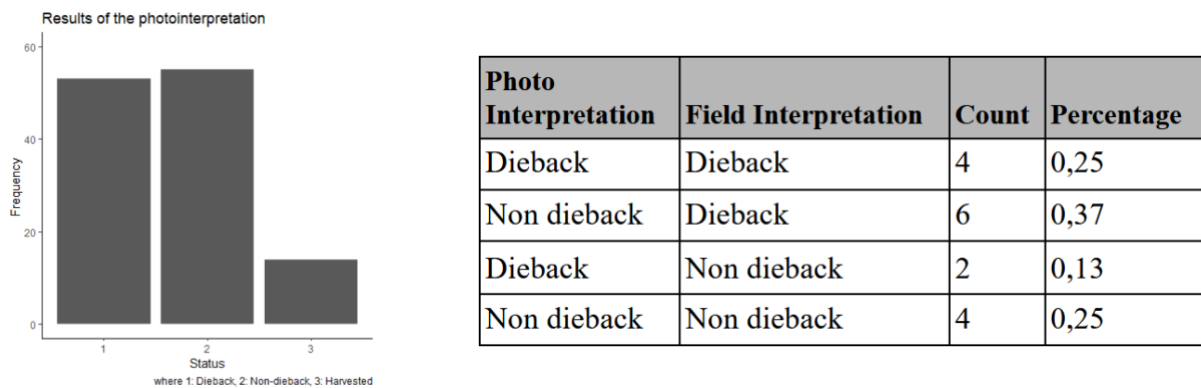 Results of the photointerpretation
60
40
20
0
Frequency
1 2 3
Status
where 1: Dieback, 2: Non-dieback, 3: Harvested
Photo Interpretation Field Interpretation Count Percentage
Dieback Dieback 4 0,25
Non dieback Dieback 6 0,37
Dieback Non dieback 2 0,13
Non dieback Non dieback 4 0,25